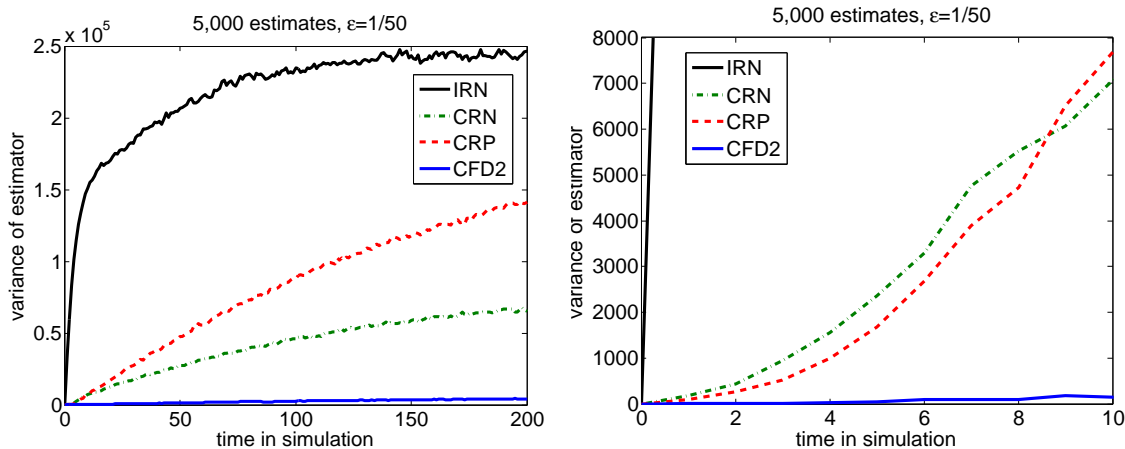 5,000 estimates, ε=1/50
x 10^5
2.5
2
1.5
1
0.5
0
0 50 100 150 200
variance of estimator
time in simulation
IRN
CRN
CRP
CFD2
5,000 estimates, ε=1/50
8000
7000
6000
5000
4000
3000
2000
1000
0
0 2 4 6 8 10
variance of estimator
time in simulation
IRN
CRN
CRP
CFD2